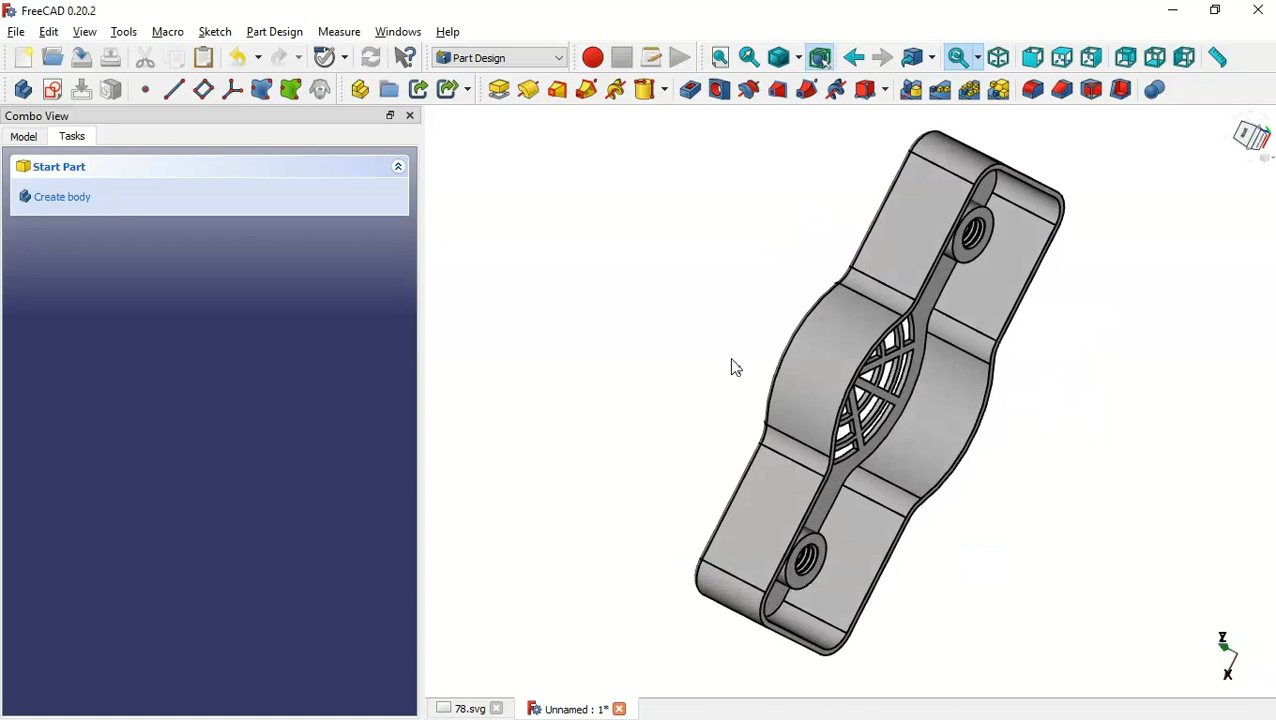 FreeCAD 0.20.2
File Edit View Tools Macro Sketch Part Design Measure Windows Help
Part Design
Combo View
Model Tasks
Start Part
Create body
Z
X
78.svg Unnamed : 1*